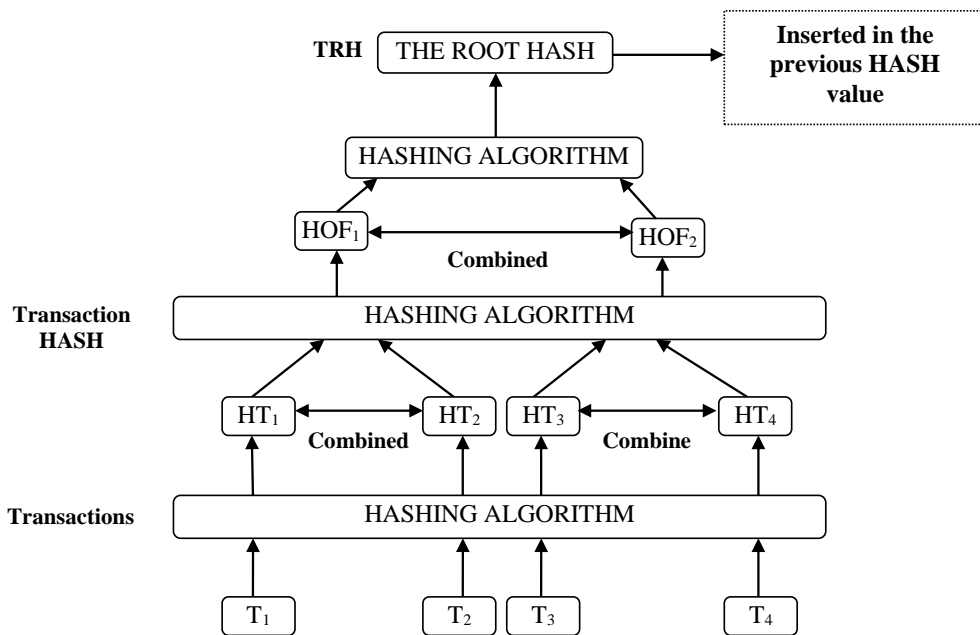 TRH
THE ROOT HASH
Inserted in the
previous HASH
value
HASHING ALGORITHM
HOF₁
HOF₂
Combined
Transaction
HASH
HASHING ALGORITHM
HT₁
HT₂
HT₃
HT₄
Combined
Combine
Transactions
HASHING ALGORITHM
T₁
T₂
T₃
T₄